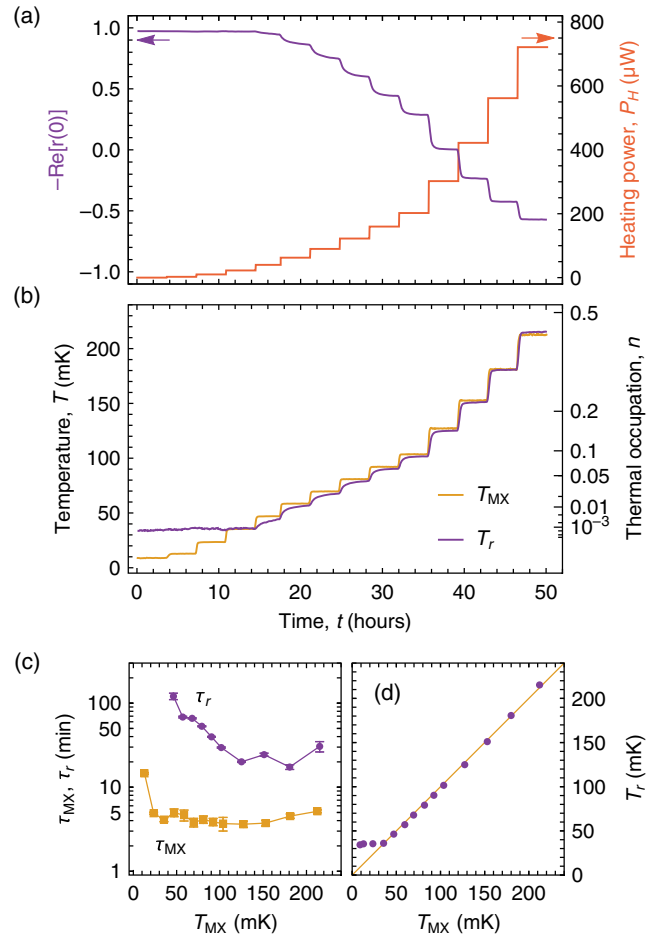 (a)
1.0
0.5
0.0
−0.5
−1.0
−Re[r(0)]
800
600
400
200
0
Heating power, P_H (µW)
(b)
200
150
100
50
0
Temperature, T (mK)
0.5
0.2
0.1
0.05
0.01
10⁻³
Thermal occupation, n
T_MX
T_r
0 10 20 30 40 50
Time, t (hours)
(c)
100
50
10
5
1
τ_MX, τ_r (min)
τ_r
τ_MX
0 50 100 150 200
T_MX (mK)
(d)
200
150
100
50
0
T_r (mK)
0 50 100 150 200
T_MX (mK)